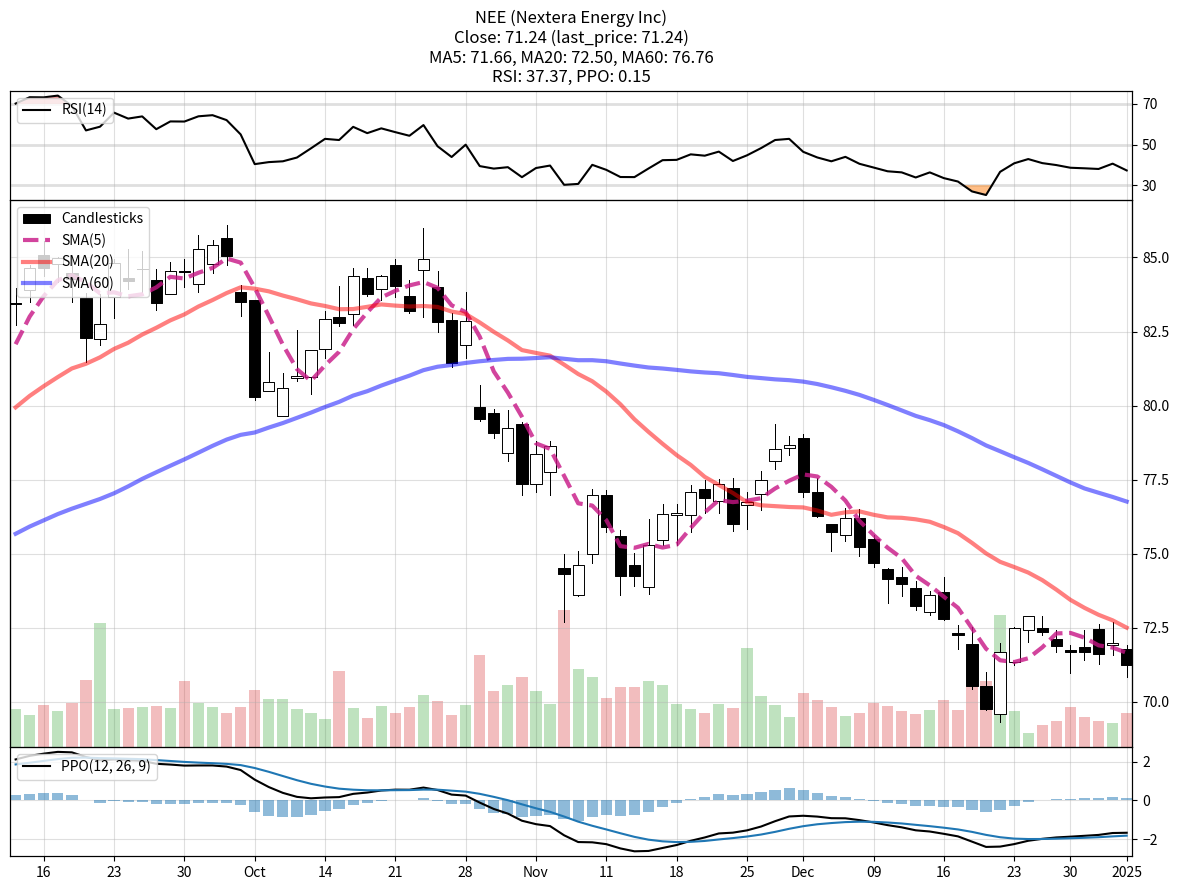 NEE (Nextera Energy Inc)
Close: 71.24 (last_price: 71.24)
MA5: 71.66, MA20: 72.50, MA60: 76.76
RSI: 37.37, PPO: 0.15
RSI(14)
70
50
30
Candlesticks
SMA(5)
SMA(20)
SMA(60)
85.0
82.5
80.0
77.5
75.0
72.5
70.0
PPO(12, 26, 9)
2
0
−2
16 23 30 Oct 14 21 28 Nov 11 18 25 Dec 09 16 23 30 2025